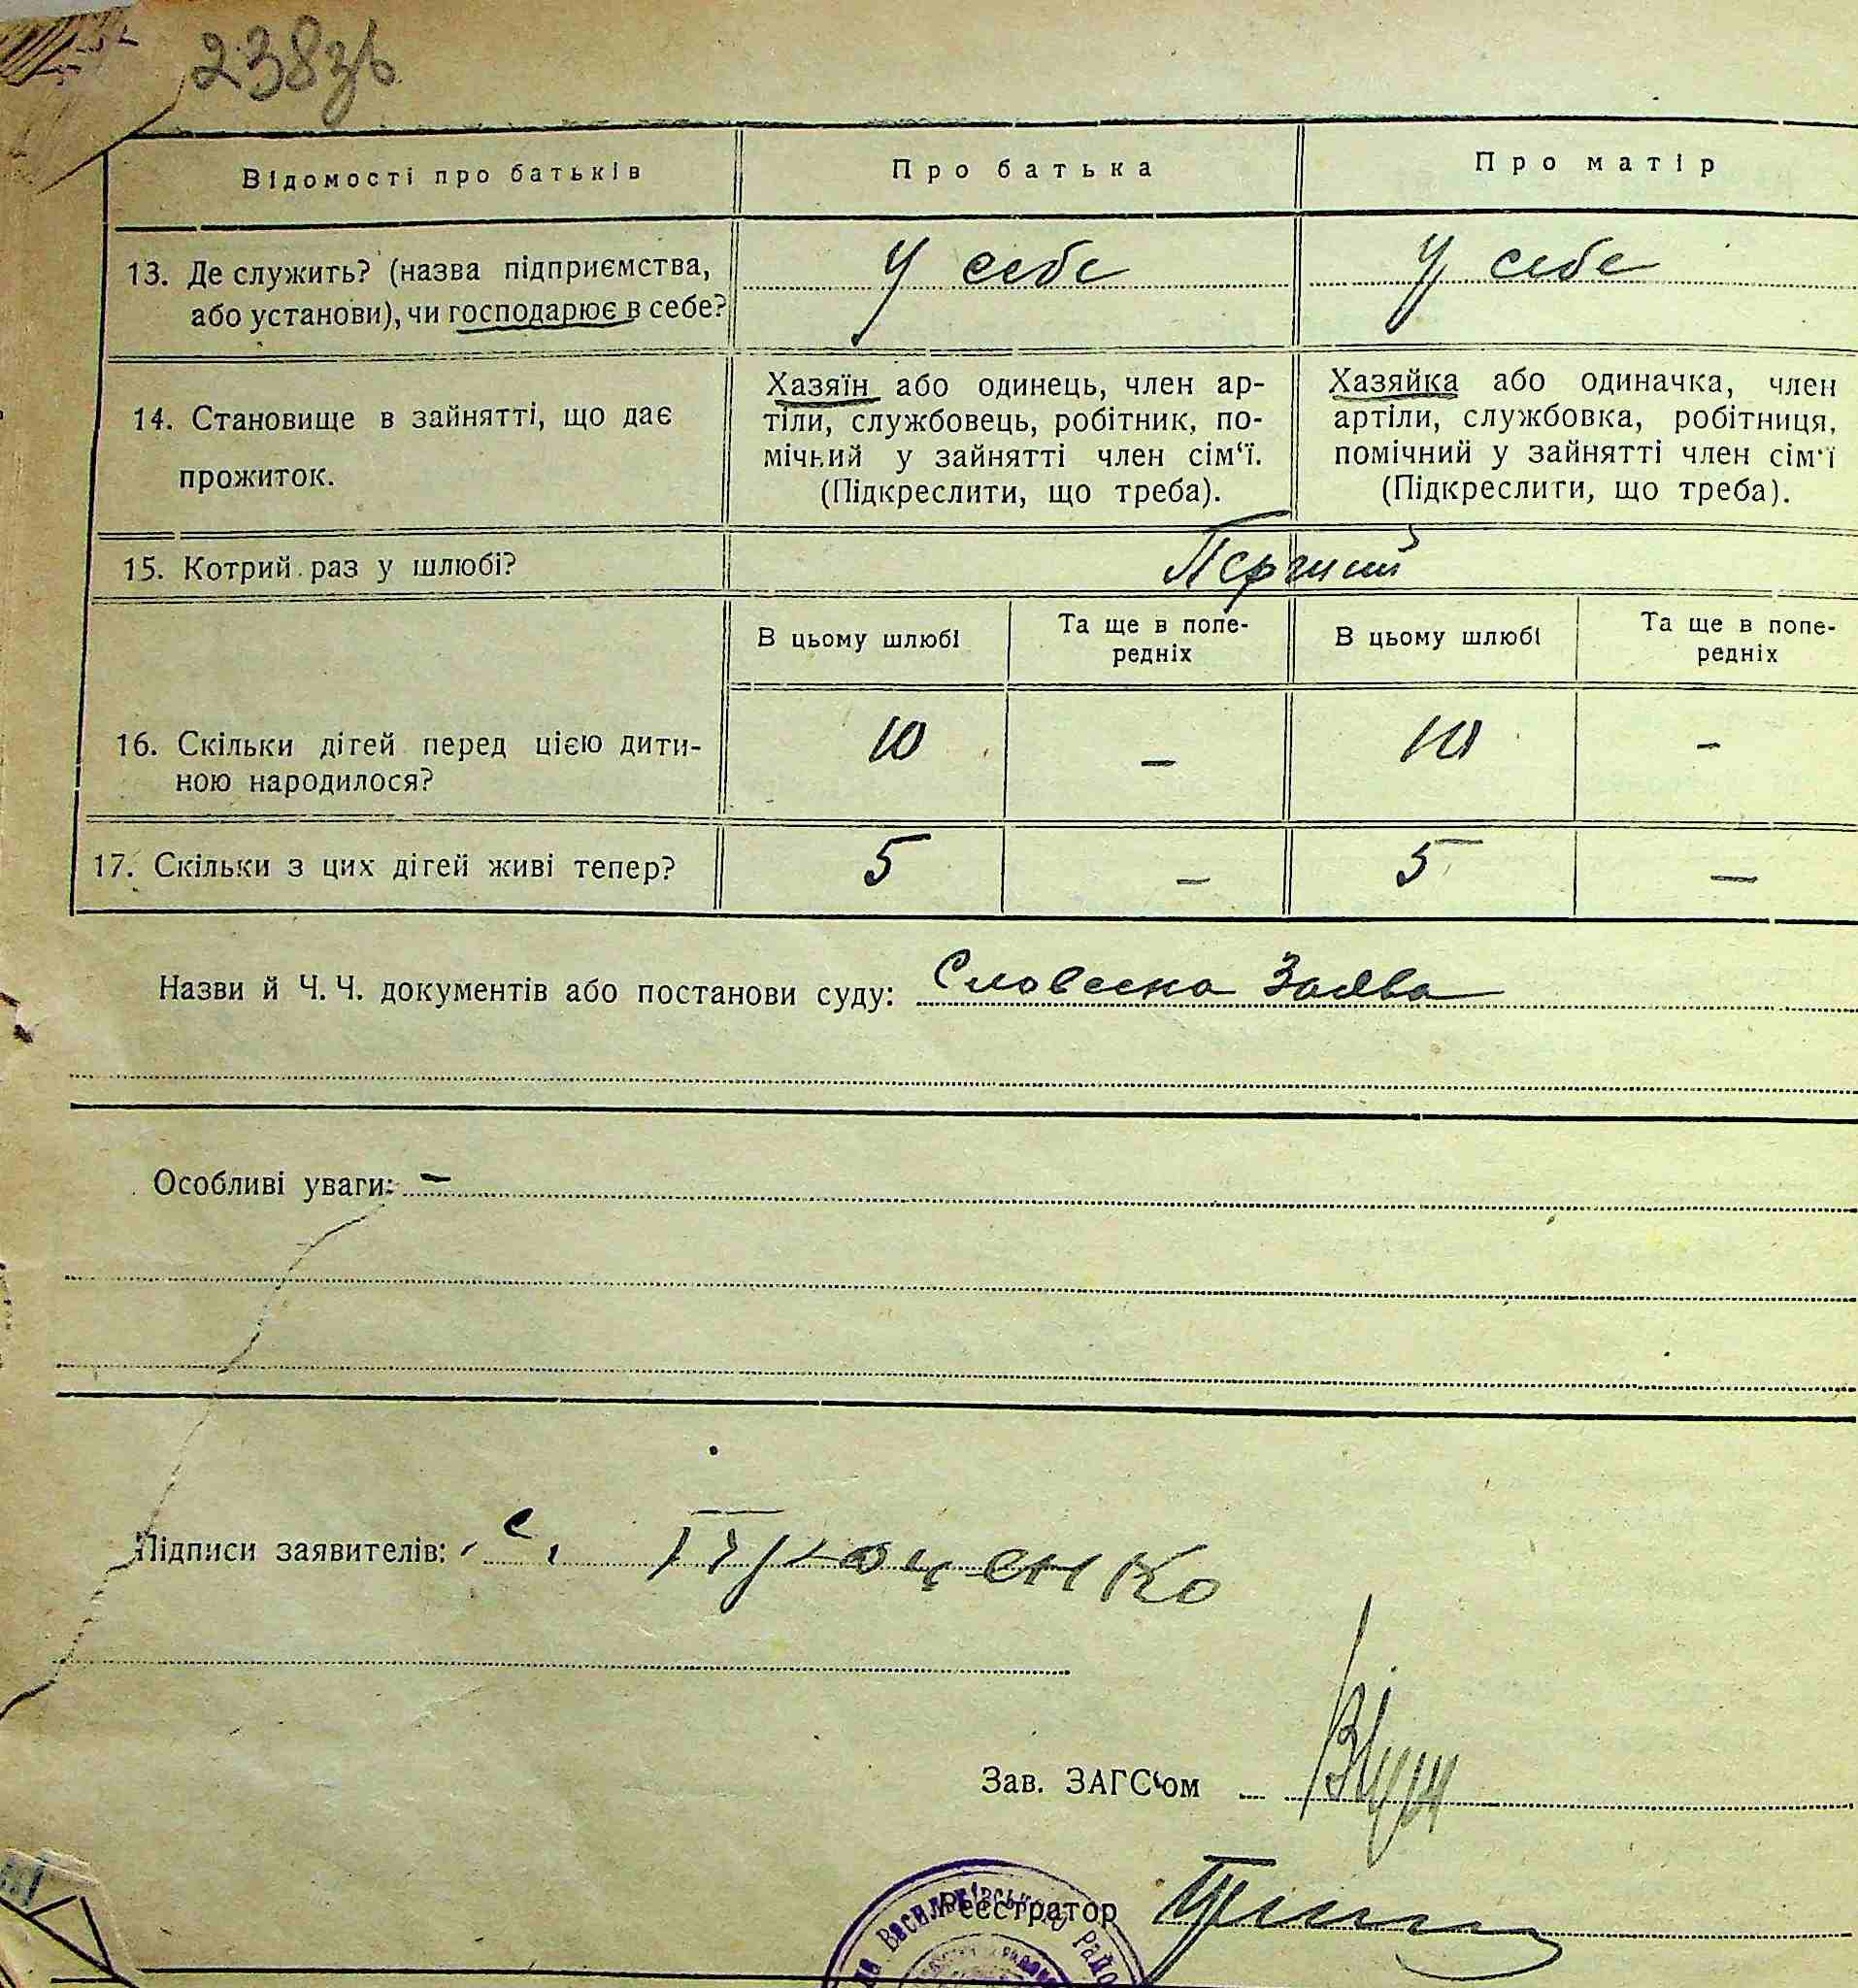 238зв
Відомості про батьків
Про батька
Про матір
13. Де служить? (назва підприємства,
або установи), чи господарює в себе?
У себе
У себе
14. Становище в зайнятті, що дає
прожиток.
Хазяїн або одинець, член ар-
тіли, службовець, робітник, по-
мічний у зайнятті член сім‘ї.
(Підкреслити, що треба).
Хазяйка або одиначка, член
артіли, службовка, робітниця,
помічний у зайнятті член сім‘ї
(Підкреслити, що треба).
15. Котрий раз у шлюбі?
Перший
В цьому шлюбі
Та ще в попе-
редніх
В цьому шлюбі
Та ще в попе-
редніх
16. Скільки дітей перед цією дити-
ною народилося?
10 — 10 —
17. Скільки з цих дітей живі тепер?
5 — 5 —
Назви й Ч. Ч. документів або постанови суду: Словесна Заява
Особливі уваги: —
Підписи заявителів:
Зав. ЗАГС‘ом
Реєстратор
Васильківського Райо